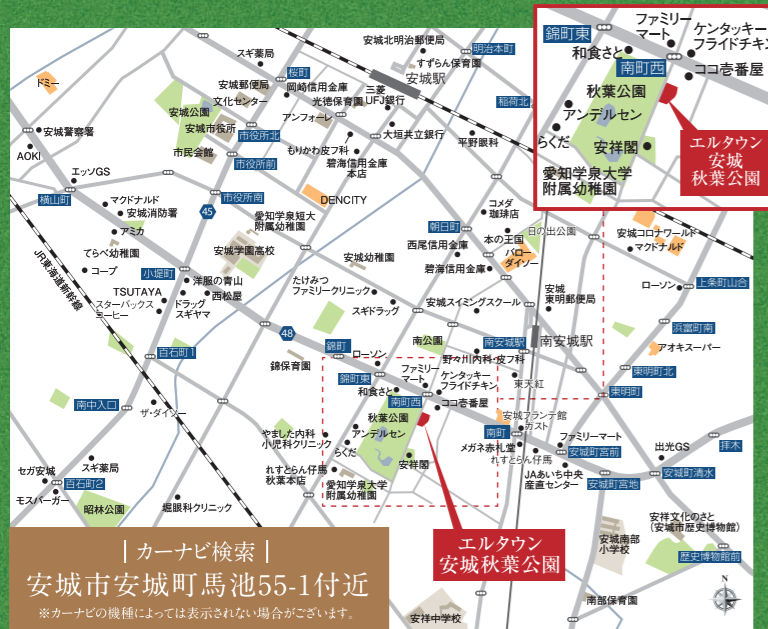 ファミリー
マート
ケンタッキー
フライドチキン
錦町東
和食さと
南町西
ココ壱番屋
秋葉公園
アンデルセン
らくだ
安祥閣
愛知学泉大学
附属幼稚園
エルタウン
安城
秋葉公園
安城北明治郵便局
明治本町
スギ薬局
すずらん保育園
安城駅
桜町
ドミー
安城郵便局
岡崎信用金庫
三菱
UFJ銀行
文化センター
光徳保育園
稲荷北
安城公園
アンフォーレ
安城市役所
市役所北
大垣共立銀行
安城警察署
市民会館
もりかわ皮フ科
平野眼科
AOKI
市役所前
碧海信用金庫
本店
エッソGS
横山町
市役所南
DENCITY
マクドナルド
45
安城消防署
愛知学泉短大
附属幼稚園
朝日町
コメダ
珈琲店
アミカ
本の王国
日の出公園
安城コロナワールド
安城学園高校
西尾信用金庫
バロー
ダイソー
マクドナルド
てらべ幼稚園
安城幼稚園
碧海信用金庫
コープ
小堤町
洋服の青山
たけみつ
ファミリークリニック
安城
東明郵便局
ローソン
上条町山合
JR東海道新幹線
TSUTAYA
西松屋
スターバックス
コーヒー
ドラッグ
スギヤマ
スギドラッグ
安城スイミングスクール
浜富町南
48
南公園
南安城駅
南安城駅
アオキスーパー
百石町1
錦町
ローソン
野々川内科・皮フ科
東明町北
錦保育園
ファミリー
マート
ケンタッキー
フライドチキン
東天紅
錦町東
和食さと
東明町
南町西
ココ壱番屋
南中入口
ザ・ダイソー
秋葉公園
安城フランテ館
ガスト
アンデルセン
南町
ファミリーマート
やました内科
小児科クリニック
メガネ赤札堂
安城町宮前
出光GS
拝木
らくだ
れすとらん仔馬
セガ安城
スギ薬局
安祥閣
れすとらん仔馬
秋葉本店
JAあいち中央
産直センター
安城町清水
百石町2
愛知学泉大学
附属幼稚園
安城町宮地
モスバーガー
堀眼科クリニック
昭林公園
安祥文化のさと
(安城市歴史博物館)
エルタウン
安城秋葉公園
安城南部
小学校
歴史博物館前
カーナビ検索
安城市安城町馬池55-1付近
※カーナビの機種によっては表示されない場合がございます。
N
南部保育園
安祥中学校